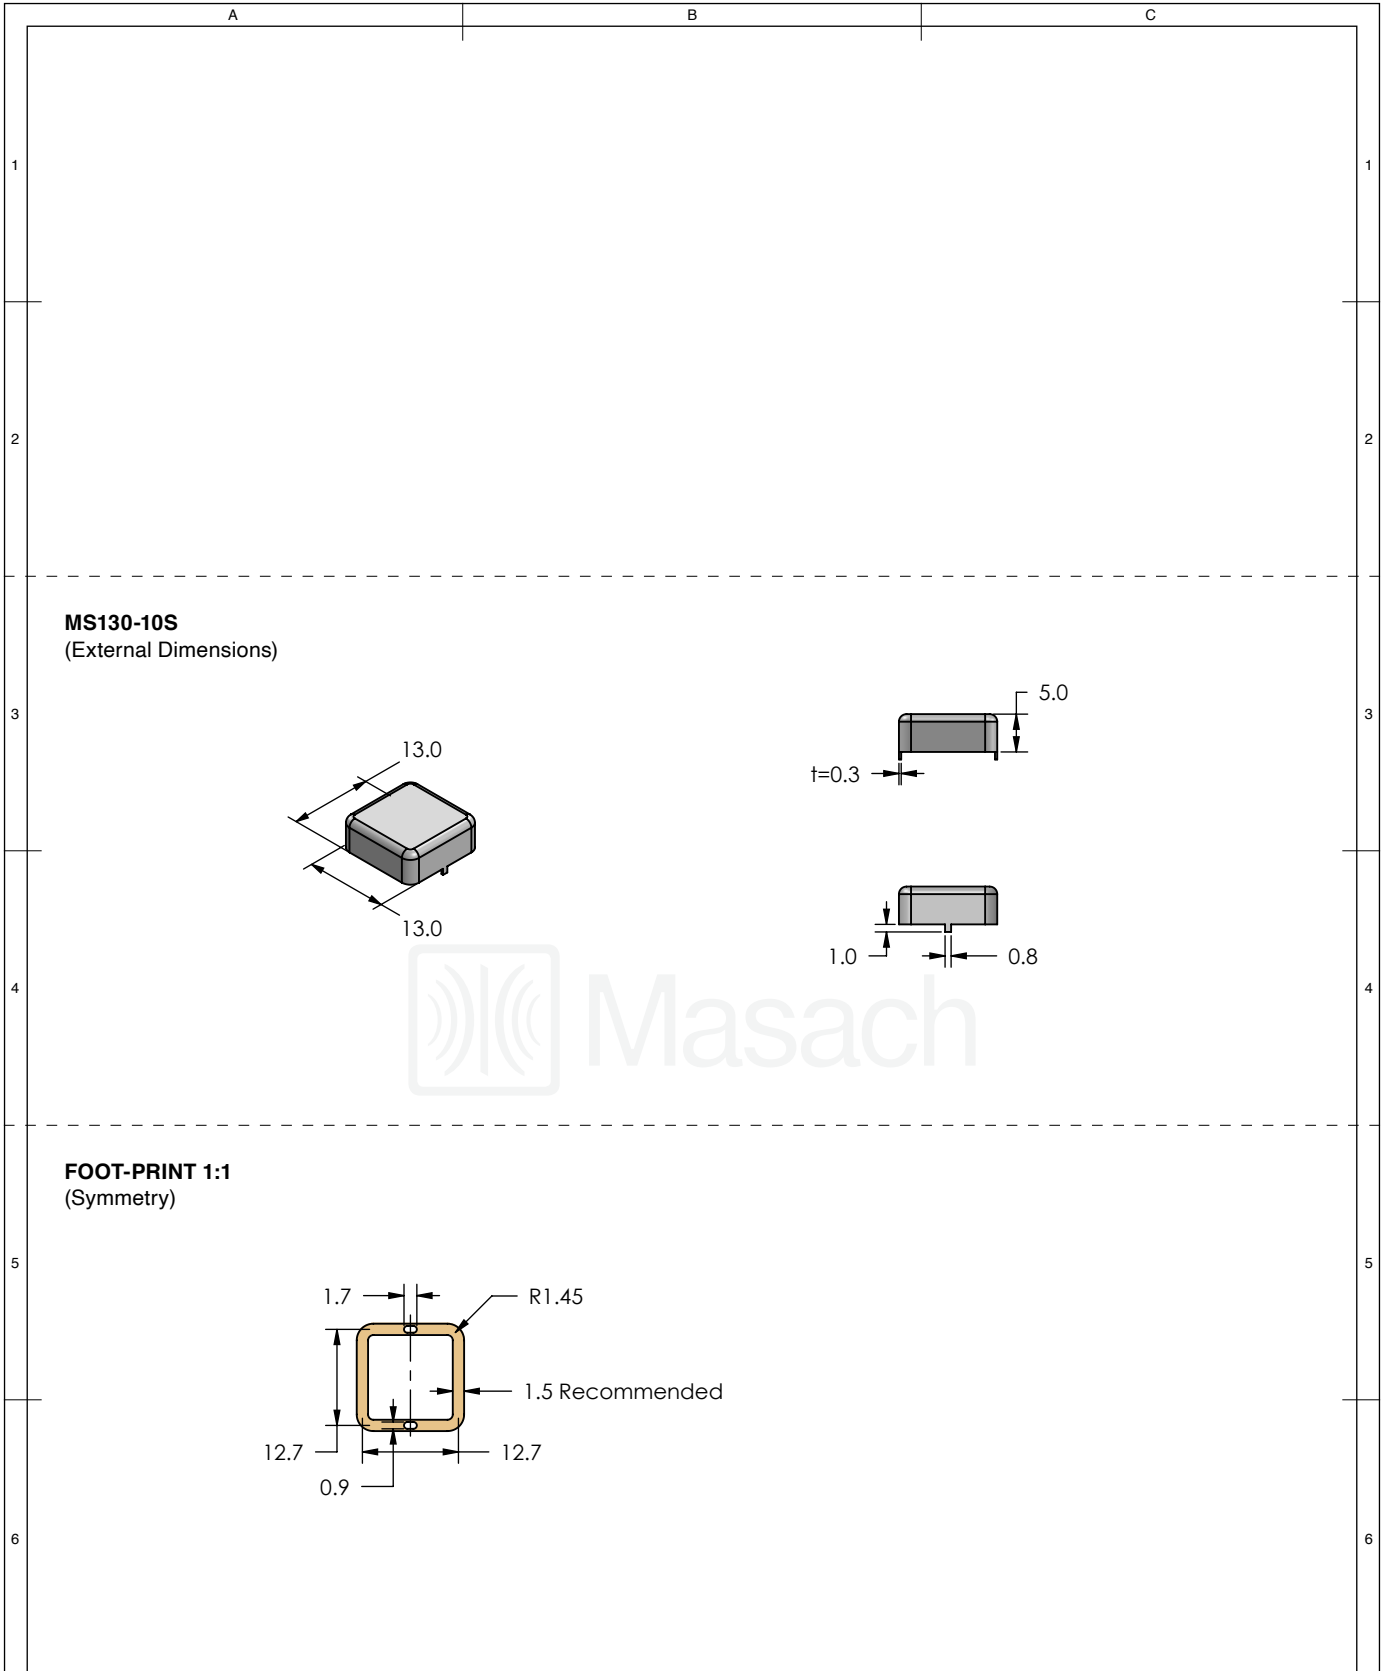 A B C
1 1
2 2
MS130-10S
(External Dimensions)
5.0
3 3
13.0
t=0.3
13.0
1.0 0.8
Masach
4 4
FOOT-PRINT 1:1
(Symmetry)
5 5
1.7 R1.45
1.5 Recommended
12.7 12.7
0.9
6 6